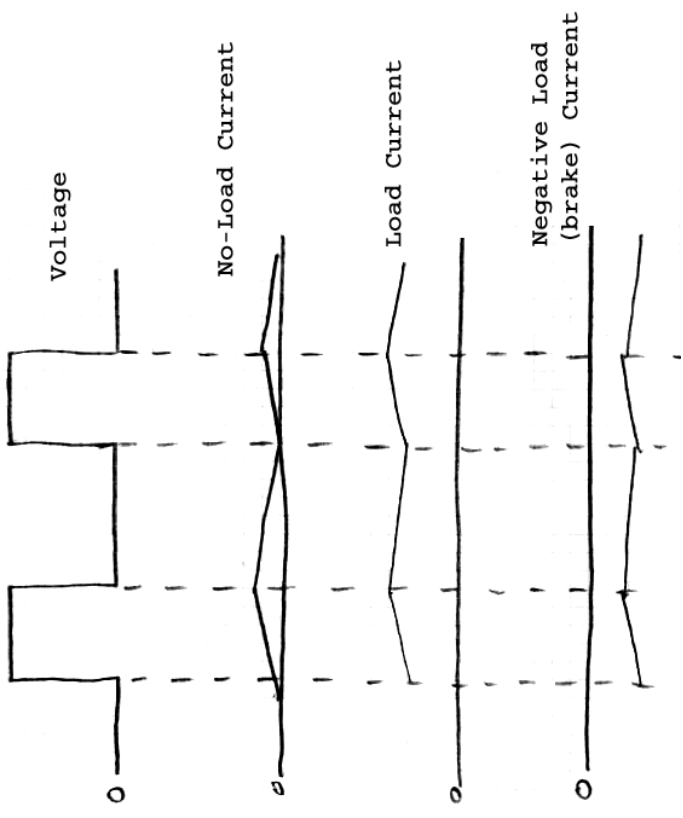 Voltage
No-Load Current
Load Current
Negative Load
(brake) Current
0
0
0
0